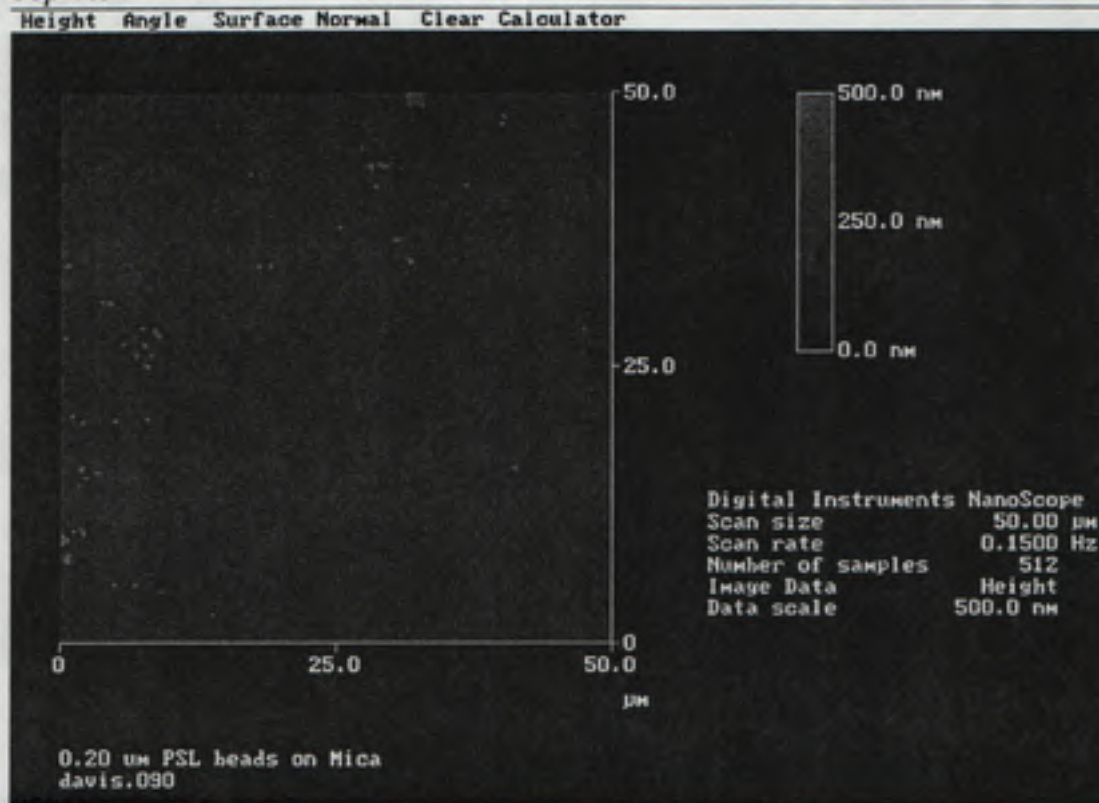 Height Angle Surface Normal Clear Calculator
50.0
25.0
0
0 25.0 50.0
µm
500.0 nm
250.0 nm
0.0 nm
Digital Instruments NanoScope
Scan size 50.00 µm
Scan rate 0.1500 Hz
Number of samples 512
Image Data Height
Data scale 500.0 nm
0.20 um PSL beads on Mica
davis.090